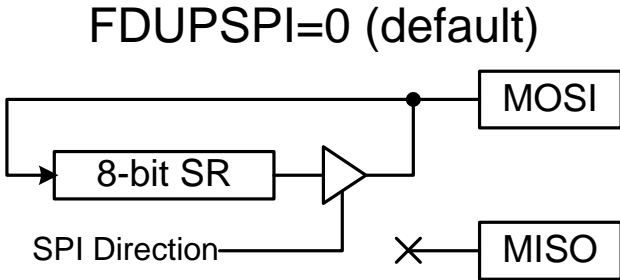 FDUPSPI=0 (default)
MOSI
8-bit SR
SPI Direction
MISO